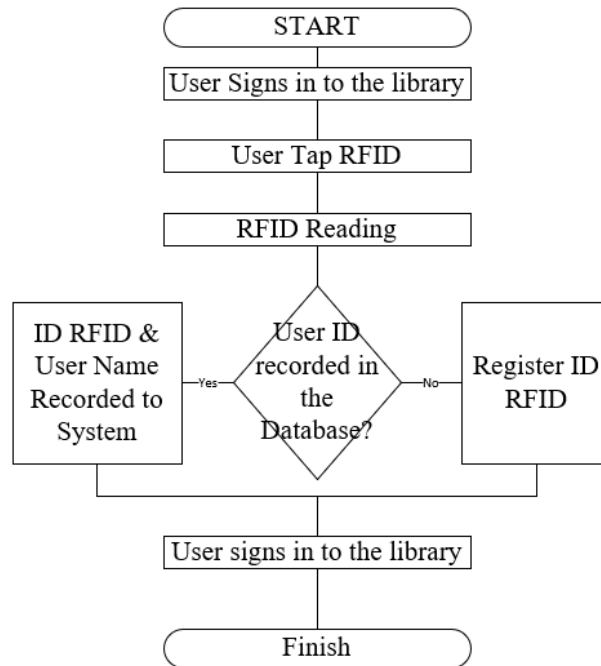 START
User Signs in to the library
User Tap RFID
RFID Reading
ID RFID &
User Name
Recorded to
System
Yes
User ID
recorded in
the
Database?
No
Register ID
RFID
User signs in to the library
Finish